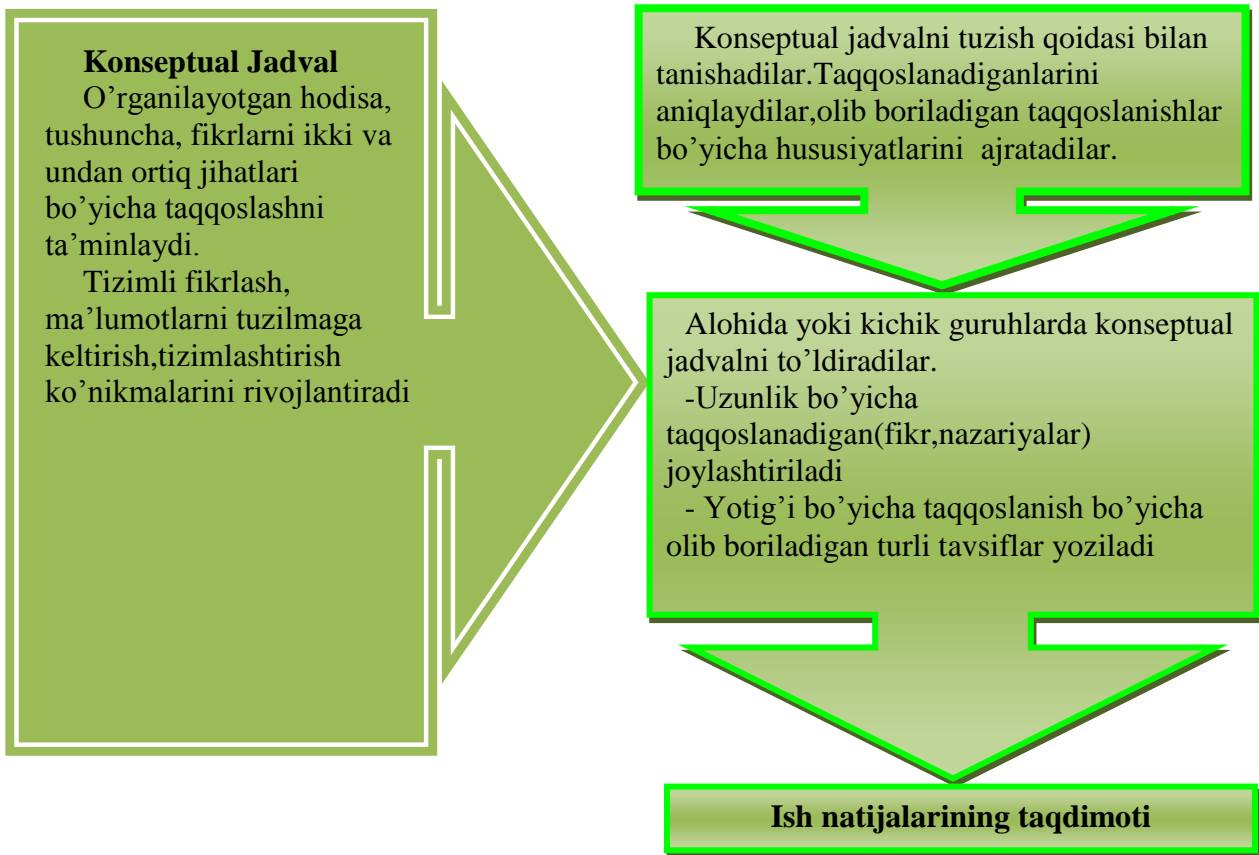 Konseptual Jadval
O’rganilayotgan hodisa,
tushuncha, fikrlarni ikki va
undan ortiq jihatlari
bo’yicha taqqoslashni
ta’minlaydi.
Tizimli fikrlash,
ma’lumotlarni tuzilmaga
keltirish,tizimlashtirish
ko’nikmalarini rivojlantiradi
Konseptual jadvalni tuzish qoidasi bilan
tanishadilar.Taqqoslanadiganlarini
aniqlaydilar,olib boriladigan taqqoslanishlar
bo’yicha hususiyatlarini ajratadilar.
Alohida yoki kichik guruhlarda konseptual
jadvalni to’ldiradilar.
-Uzunlik bo’yicha
taqqoslanadigan(fikr,nazariyalar)
joylashtiriladi
- Yotig’i bo’yicha taqqoslanish bo’yicha
olib boriladigan turli tavsiflar yoziladi
Ish natijalarining taqdimoti